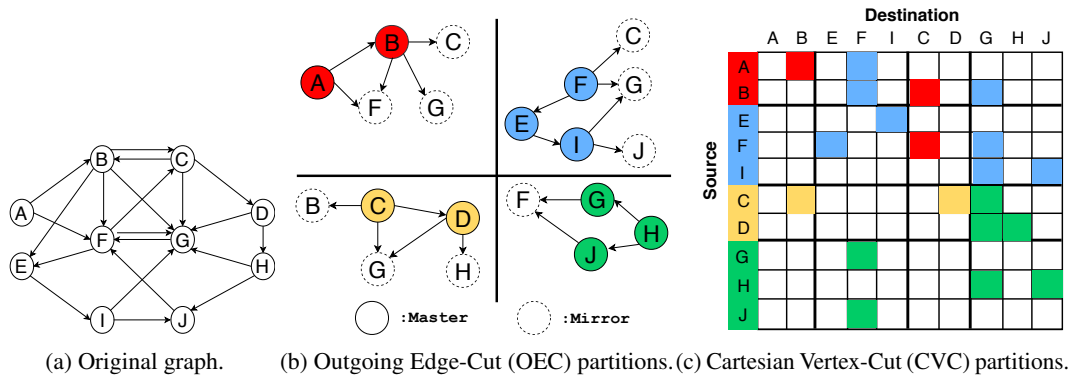 B C
A D
F G
E H
I J
(a) Original graph.
B C
A
F G
C
F G
E
I J
B C D
G H
F G
H
J
:Master :Mirror
(b) Outgoing Edge-Cut (OEC) partitions.
Destination
A B E F I C D G H J
Source
A
B
E
F
I
C
D
G
H
J
(c) Cartesian Vertex-Cut (CVC) partitions.